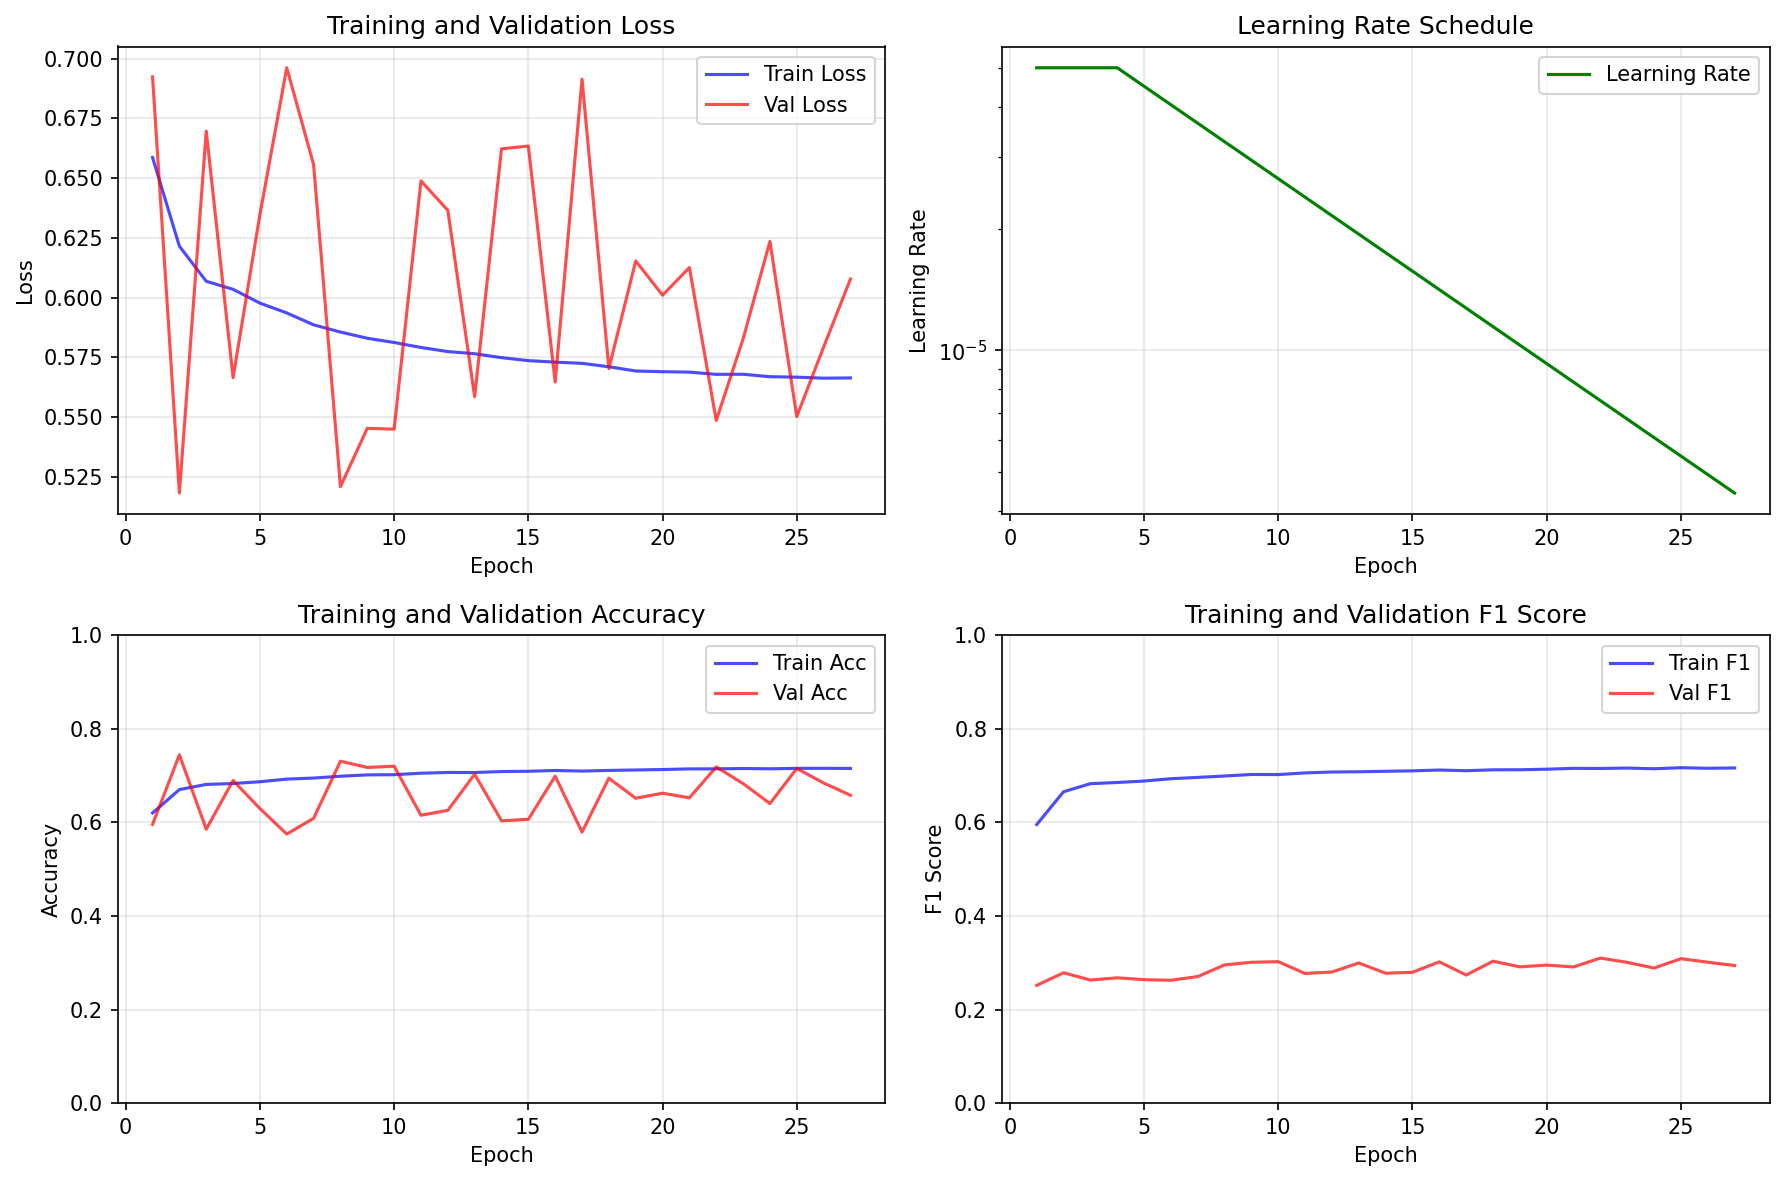 Training and Validation Loss
Train Loss
Val Loss
0.700
0.675
0.650
0.625
0.600
0.575
0.550
0.525
Loss
0 5 10 15 20 25
Epoch
Learning Rate Schedule
Learning Rate
10⁻⁵
Learning Rate
0 5 10 15 20 25
Epoch
Training and Validation Accuracy
Train Acc
Val Acc
1.0
0.8
0.6
0.4
0.2
0.0
Accuracy
0 5 10 15 20 25
Epoch
Training and Validation F1 Score
Train F1
Val F1
1.0
0.8
0.6
0.4
0.2
0.0
F1 Score
0 5 10 15 20 25
Epoch